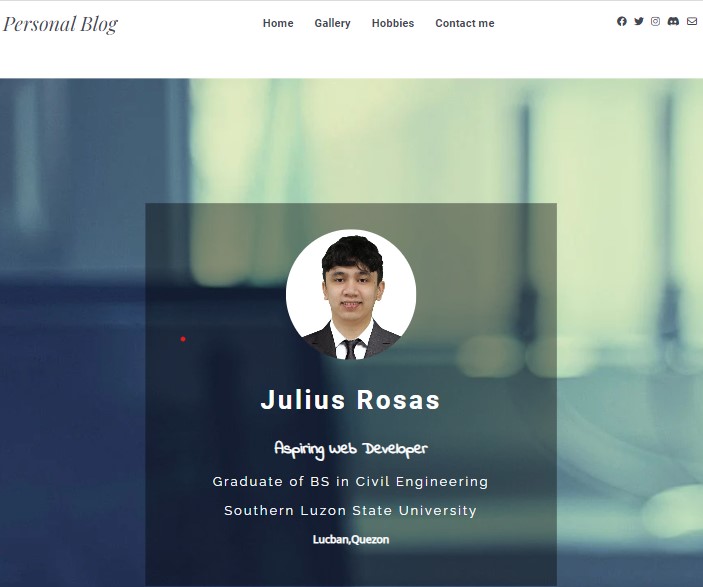 Personal Blog
Home Gallery Hobbies Contact me
Julius Rosas
Aspiring Web Developer
Graduate of BS in Civil Engineering
Southern Luzon State University
Lucban,Quezon